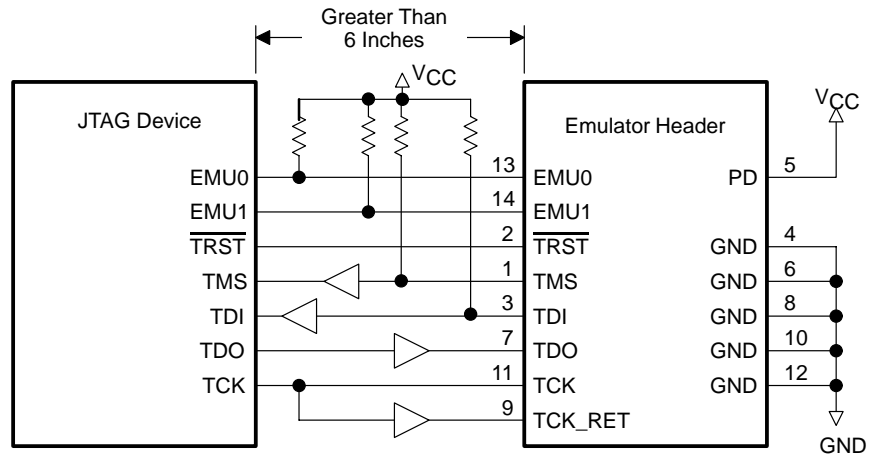 Greater Than
6 Inches
VCC
VCC
JTAG Device
Emulator Header
EMU0 13 EMU0 PD 5
EMU1 14 EMU1
TRST 2 TRST GND 4
TMS 1 TMS GND 6
TDI 3 TDI GND 8
TDO 7 TDO GND 10
TCK 11 TCK GND 12
9 TCK_RET
GND